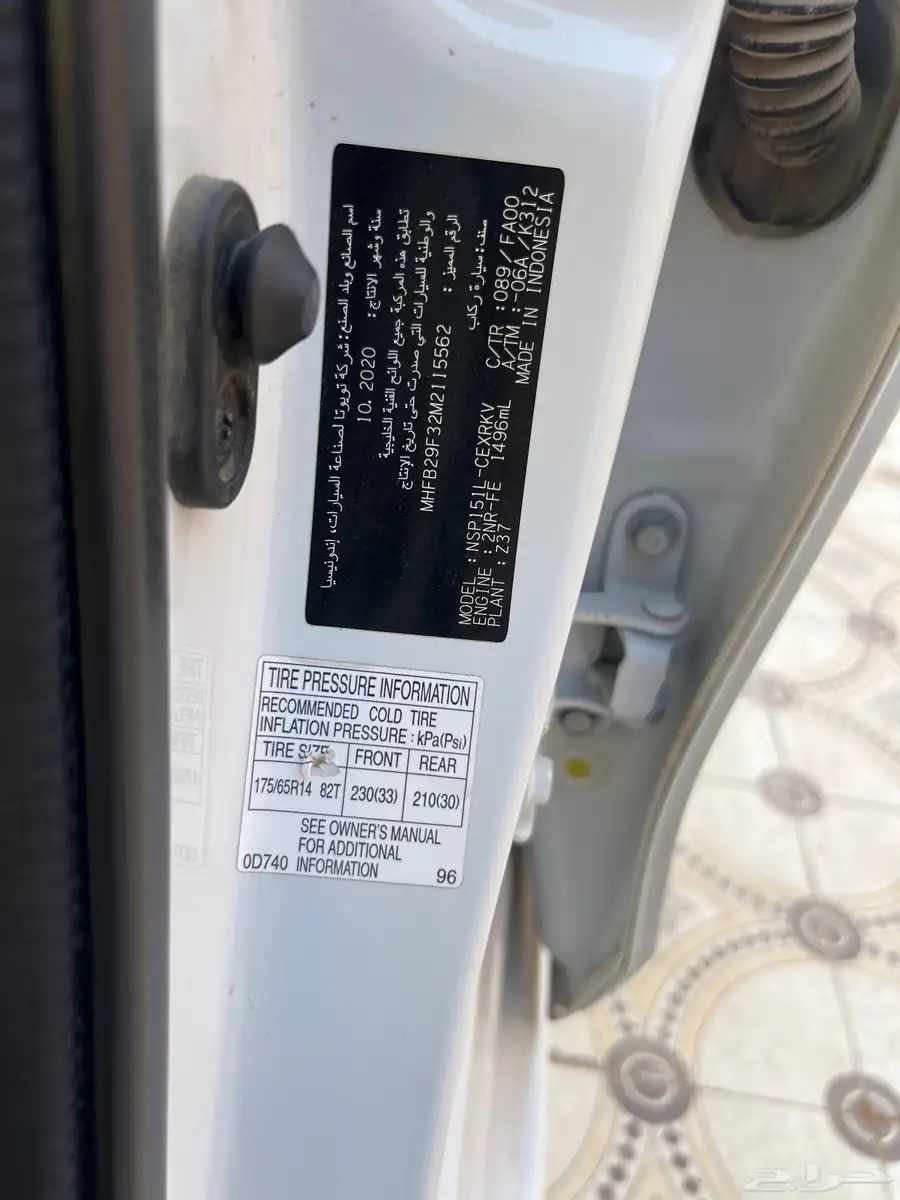 اسم الصانع وبلد الصنع: شركة تويوتا لصناعة السيارات، إندونيسيا
سنة وشهر الإنتاج: 10. 2020
تطابق هذه المركبة جميع اللوائح الفنية الخليجية
والوطنية للسيارات التي صدرت حتى تاريخ الإنتاج
الرقم المميز: MHFB29F32M2115562
صنف: سيارة ركاب
MODEL : NSP151L-CEXRKV
ENGINE : 2NR-FE 1496mL
PLANT : Z37
C/TR : 089/FA00
A/TM : -06A/K312
MADE IN INDONESIA
TIRE PRESSURE INFORMATION
RECOMMENDED COLD TIRE
INFLATION PRESSURE : kPa(Psi)
TIRE SIZE FRONT REAR
175/65R14 82T 230(33) 210(30)
SEE OWNER'S MANUAL
FOR ADDITIONAL
0D740 INFORMATION 96
حراج